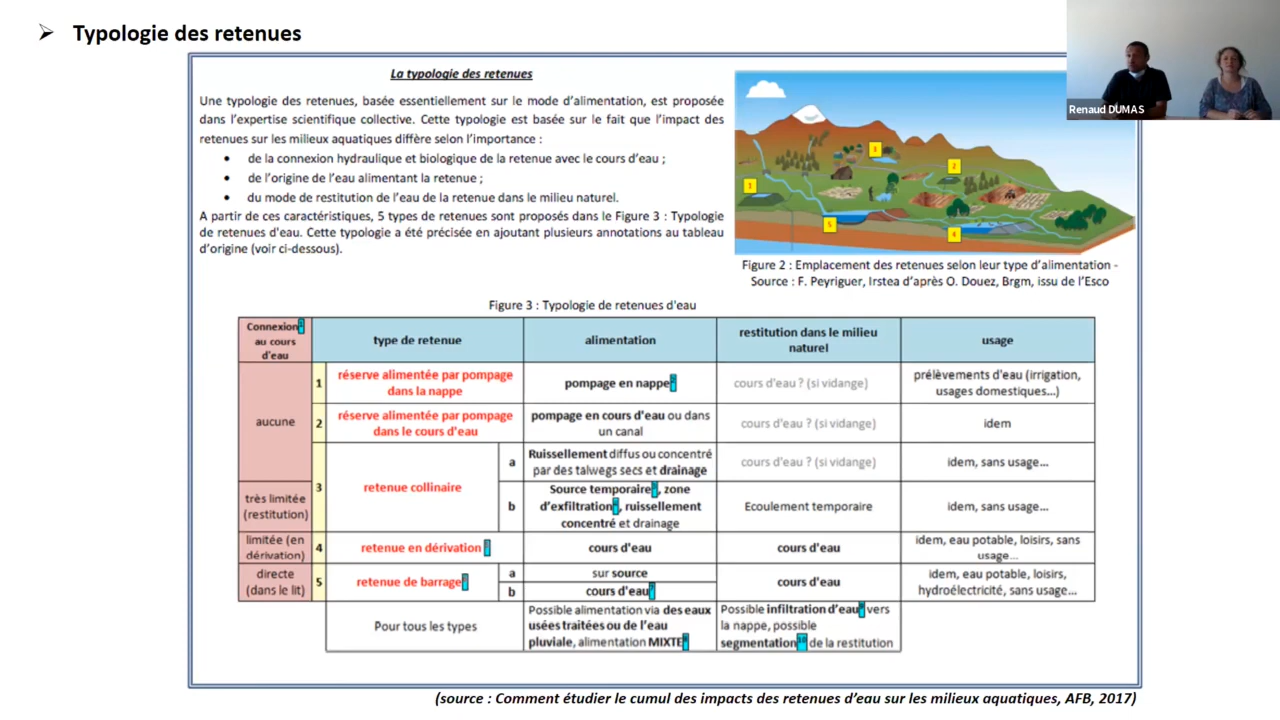 Typologie des retenues
Renaud DUMAS
La typologie des retenues
Une typologie des retenues, basée essentiellement sur le mode d'alimentation, est proposée
dans l'expertise scientifique collective. Cette typologie est basée sur le fait que l'impact des
retenues sur les milieux aquatiques diffère selon l'importance :
• de la connexion hydraulique et biologique de la retenue avec le cours d'eau ;
• de l'origine de l'eau alimentant la retenue ;
• du mode de restitution de l'eau de la retenue dans le milieu naturel.
A partir de ces caractéristiques, 5 types de retenues sont proposés dans le Figure 3 : Typologie
de retenues d'eau. Cette typologie a été précisée en ajoutant plusieurs annotations au tableau
d'origine (voir ci-dessous).
1
3
2
5
4
Figure 2 : Emplacement des retenues selon leur type d'alimentation -
Source : F. Peyriguer, Irstea d'après O. Douez, Brgm, issu de l'Esco
Figure 3 : Typologie de retenues d'eau
Connexion1
au cours
d'eau
type de retenue
alimentation
restitution dans le milieu
naturel
usage
aucune
1
réserve alimentée par pompage
dans la nappe
pompage en nappe
cours d'eau ? (si vidange)
prélèvements d'eau (irrigation,
usages domestiques...)
2
réserve alimentée par pompage
dans le cours d'eau
pompage en cours d'eau ou dans
un canal
cours d'eau ? (si vidange)
idem
3
retenue collinaire
a
Ruissellement diffus ou concentré
par des talwegs secs et drainage
cours d'eau ? (si vidange)
idem, sans usage...
très limitée
(restitution)
b
Source temporaire, zone
d'exfiltration, ruissellement
concentré et drainage
Ecoulement temporaire
idem, sans usage...
limitée (en
dérivation)
4
retenue en dérivation
cours d'eau
cours d'eau
idem, eau potable, loisirs, sans
usage...
directe
(dans le lit)
5
retenue de barrage
a
sur source
b
cours d'eau
cours d'eau
idem, eau potable, loisirs,
hydroélectricité, sans usage...
Pour tous les types
Possible alimentation via des eaux
usées traitées ou de l'eau
pluviale, alimentation MIXTE
Possible infiltration d'eau vers
la nappe, possible
segmentation10 de la restitution
(source : Comment étudier le cumul des impacts des retenues d'eau sur les milieux aquatiques, AFB, 2017)